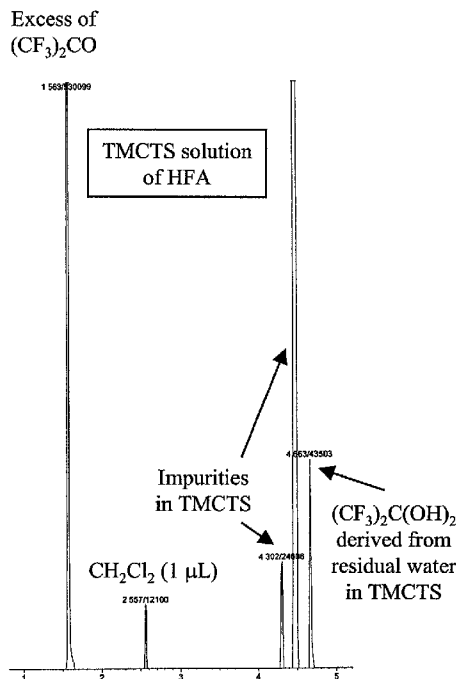 Excess of
(CF3)2CO
1 563/530099
TMCTS solution
of HFA
4 663/43503
Impurities
in TMCTS
(CF3)2C(OH)2
derived from
residual water
in TMCTS
4 302/24686
CH2Cl2 (1 μL)
2 557/12100
1 2 3 4 5